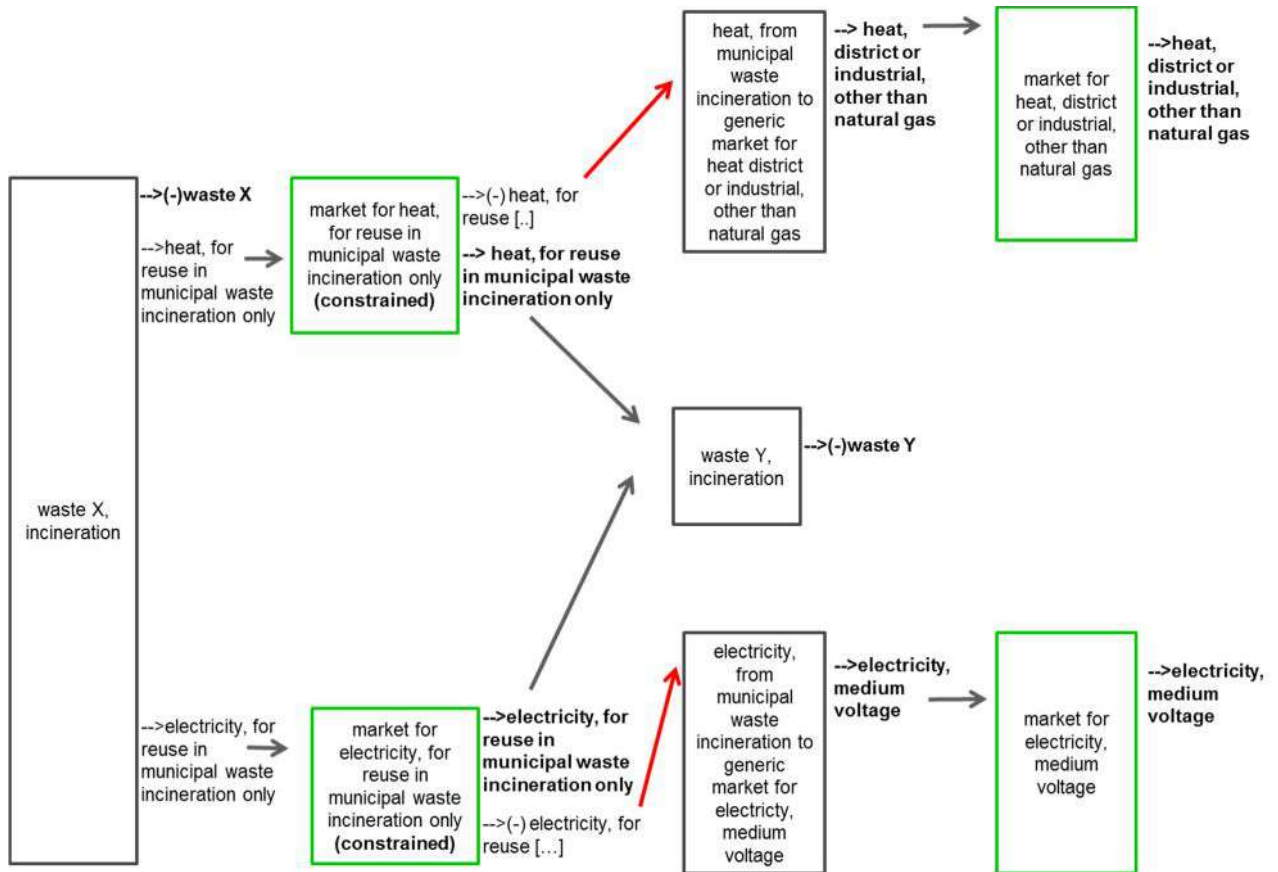 waste X,
incineration
-->(-)waste X
-->heat, for
reuse in
municipal waste
incineration only
market for heat,
for reuse in
municipal waste
incineration only
(constrained)
-->(-) heat, for
reuse [..]
--> heat, for reuse
in municipal waste
incineration only
heat, from
municipal
waste
incineration to
generic
market for
heat district
or industrial,
other than
natural gas
--> heat,
district or
industrial,
other than
natural gas
market for
heat, district
or industrial,
other than
natural gas
-->heat,
district or
industrial,
other than
natural gas
waste Y,
incineration
-->(-)waste Y
-->electricity, for
reuse in
municipal waste
incineration only
market for
electricity, for
reuse in
municipal waste
incineration only
(constrained)
-->electricity, for
reuse in
municipal waste
incineration only
-->(-) electricity, for
reuse […]
electricity,
from
municipal
waste
incineration to
generic
market for
electricty,
medium
voltage
-->electricity,
medium
voltage
market for
electricity,
medium
voltage
-->electricity,
medium
voltage